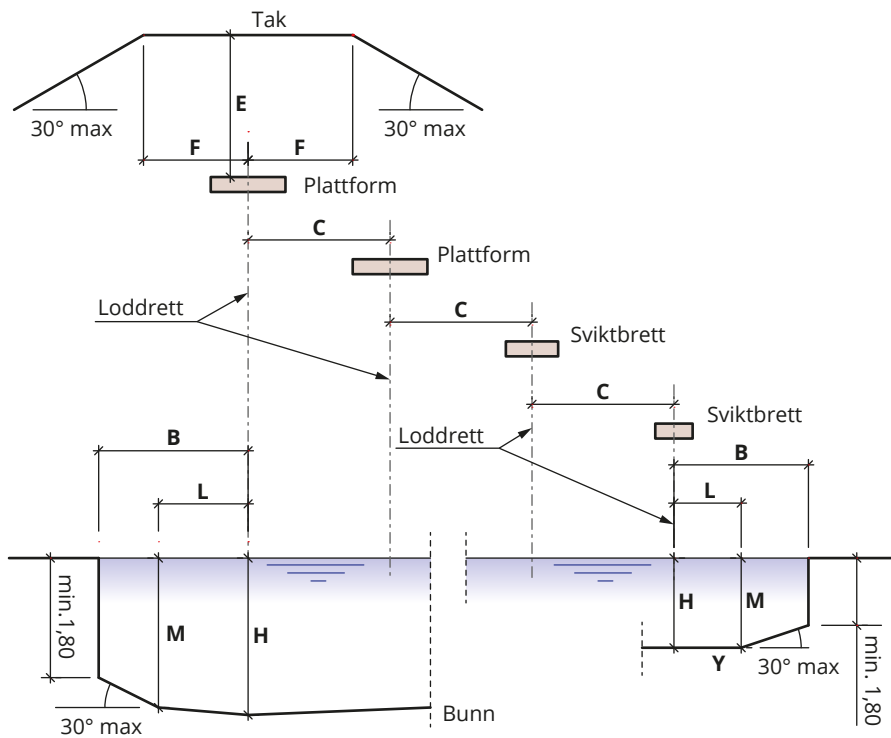 Tak
E
30° max
30° max
F
F
Plattform
C
Plattform
Loddrett
C
Sviktbrett
C
Sviktbrett
Loddrett
B
B
L
L
min.1,80
M
H
H
M
min. 1,80
Y
30° max
30° max
Bunn